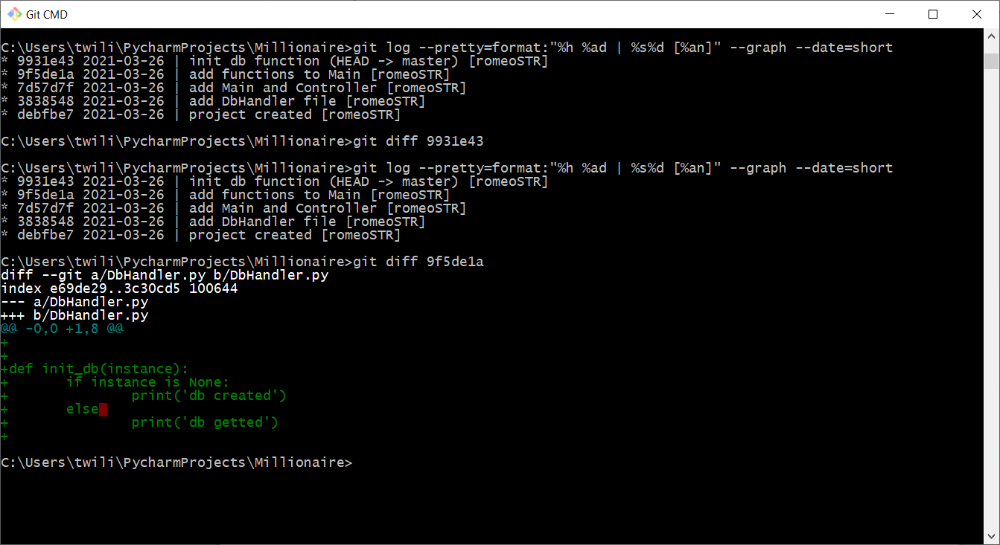 Git CMD
C:\Users\twili\PycharmProjects\Millionaire>git log --pretty=format:"%h %ad | %s%d [%an]" --graph --date=short
* 9931e43 2021-03-26 | init db function (HEAD -> master) [romeoSTR]
* 9f5de1a 2021-03-26 | add functions to Main [romeoSTR]
* 7d57d7f 2021-03-26 | add Main and Controller [romeoSTR]
* 3838548 2021-03-26 | add DbHandler file [romeoSTR]
* debfbe7 2021-03-26 | project created [romeoSTR]
C:\Users\twili\PycharmProjects\Millionaire>git diff 9931e43
C:\Users\twili\PycharmProjects\Millionaire>git log --pretty=format:"%h %ad | %s%d [%an]" --graph --date=short
* 9931e43 2021-03-26 | init db function (HEAD -> master) [romeoSTR]
* 9f5de1a 2021-03-26 | add functions to Main [romeoSTR]
* 7d57d7f 2021-03-26 | add Main and Controller [romeoSTR]
* 3838548 2021-03-26 | add DbHandler file [romeoSTR]
* debfbe7 2021-03-26 | project created [romeoSTR]
C:\Users\twili\PycharmProjects\Millionaire>git diff 9f5de1a
diff --git a/DbHandler.py b/DbHandler.py
index e69de29..3c30cd5 100644
--- a/DbHandler.py
+++ b/DbHandler.py
@@ -0,0 +1,8 @@
+
+
+def init_db(instance):
+       if instance is None:
+               print('db created')
+       else
+               print('db getted')
+
C:\Users\twili\PycharmProjects\Millionaire>